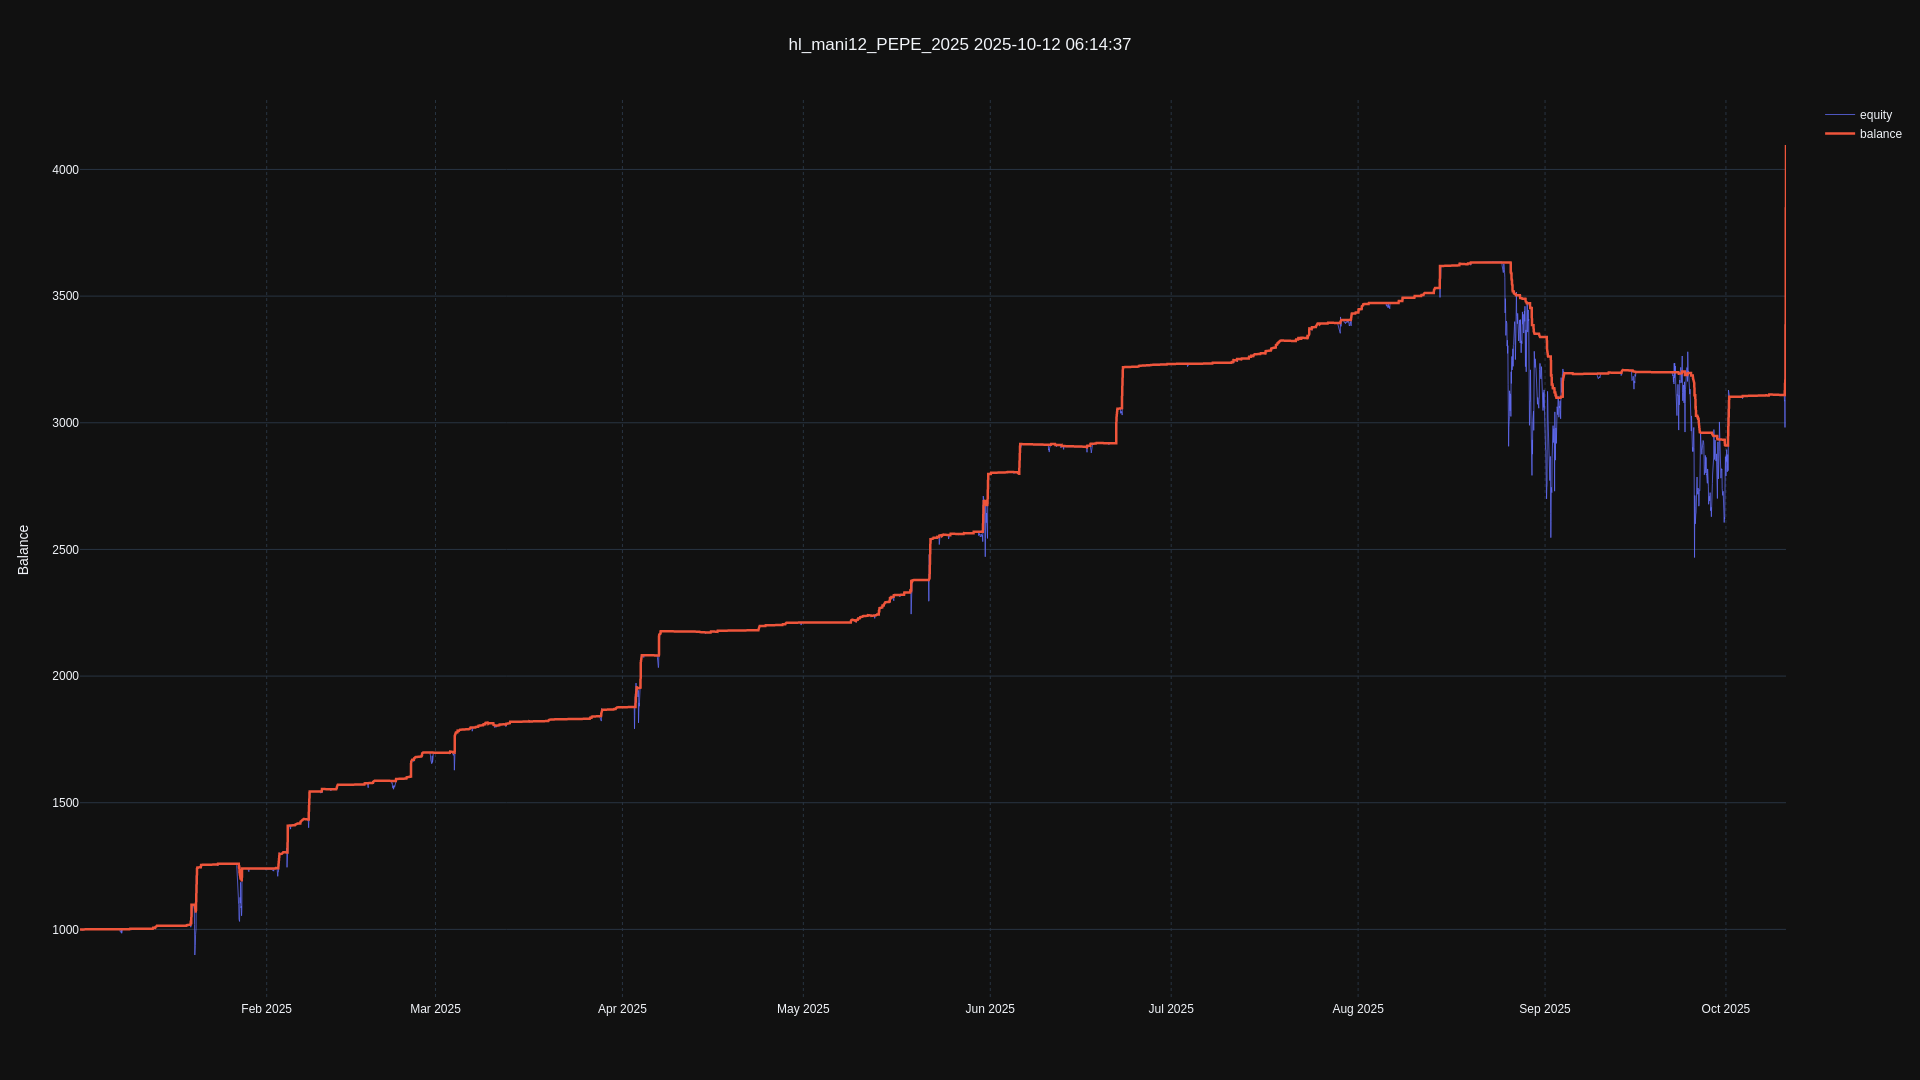 hl_mani12_PEPE_2025 2025-10-12 06:14:37
equity
balance
4000
3500
3000
2500
2000
1500
1000
Balance
Feb 2025
Mar 2025
Apr 2025
May 2025
Jun 2025
Jul 2025
Aug 2025
Sep 2025
Oct 2025